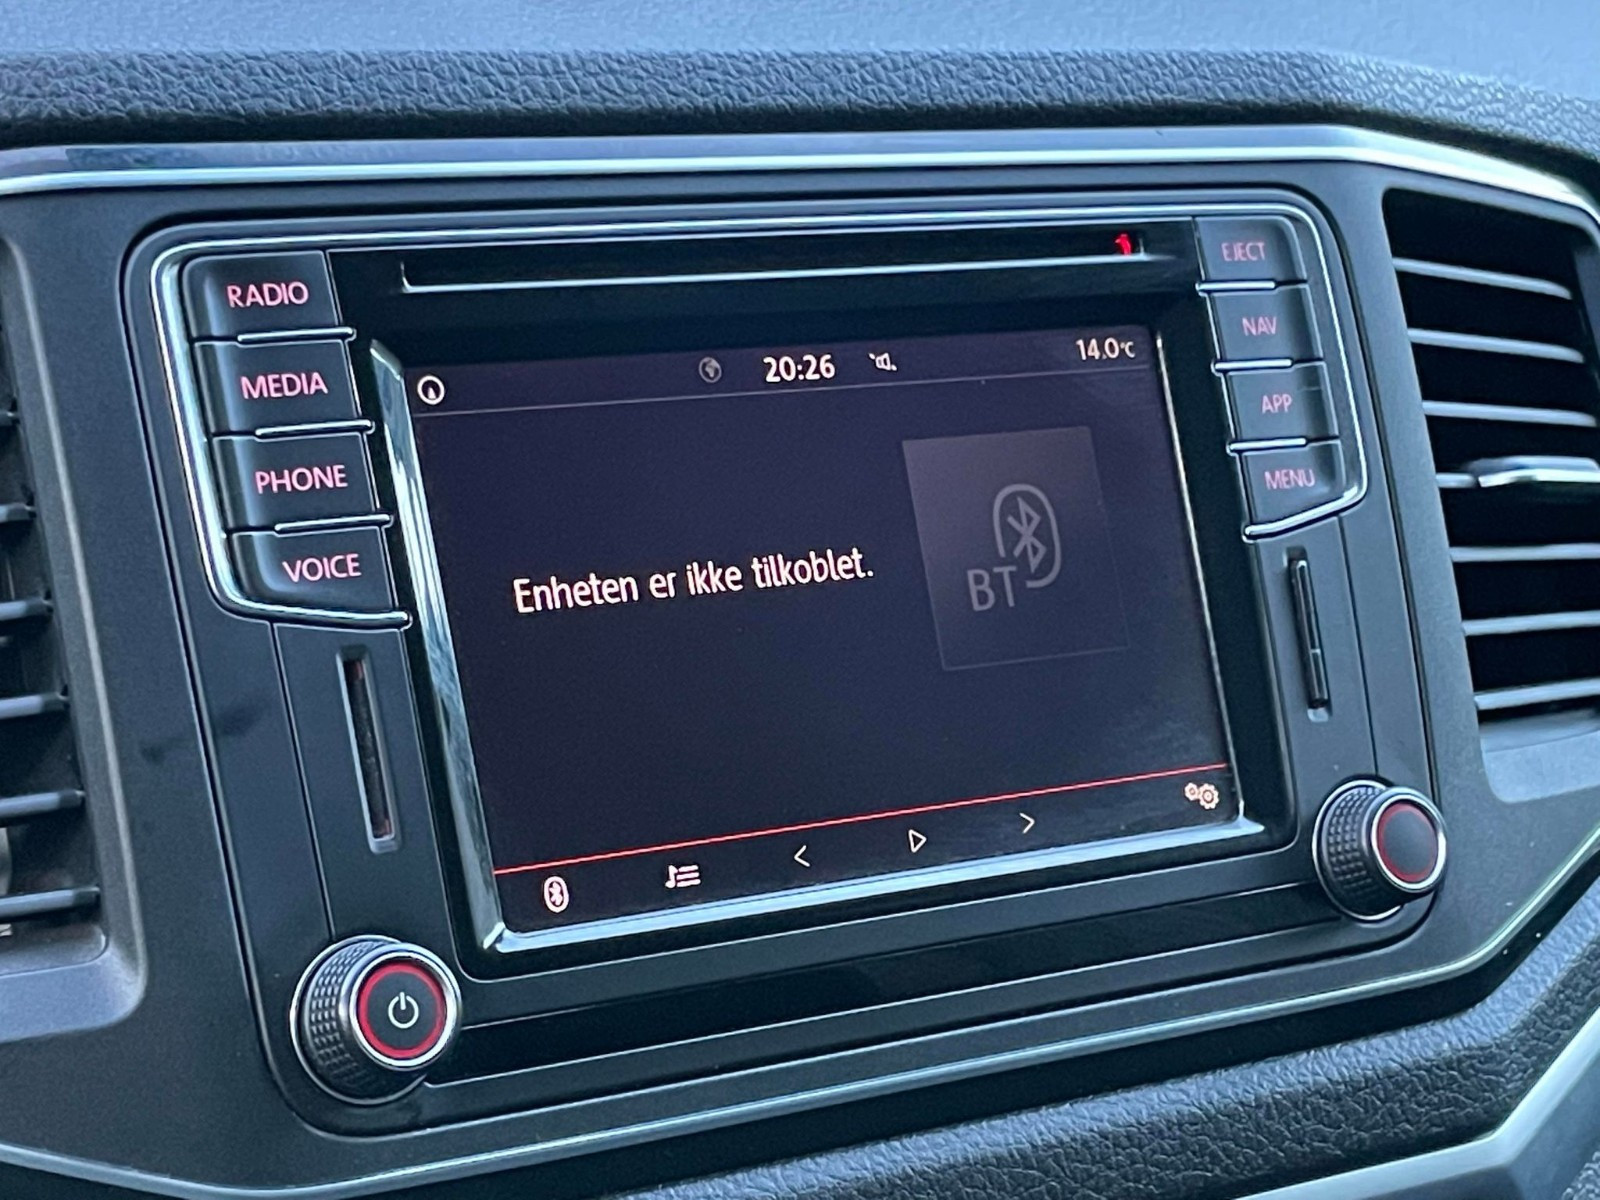 RADIO
MEDIA
PHONE
VOICE
EJECT
NAV
APP
MENU
20:26
14.0°C
Enheten er ikke tilkoblet.
BT